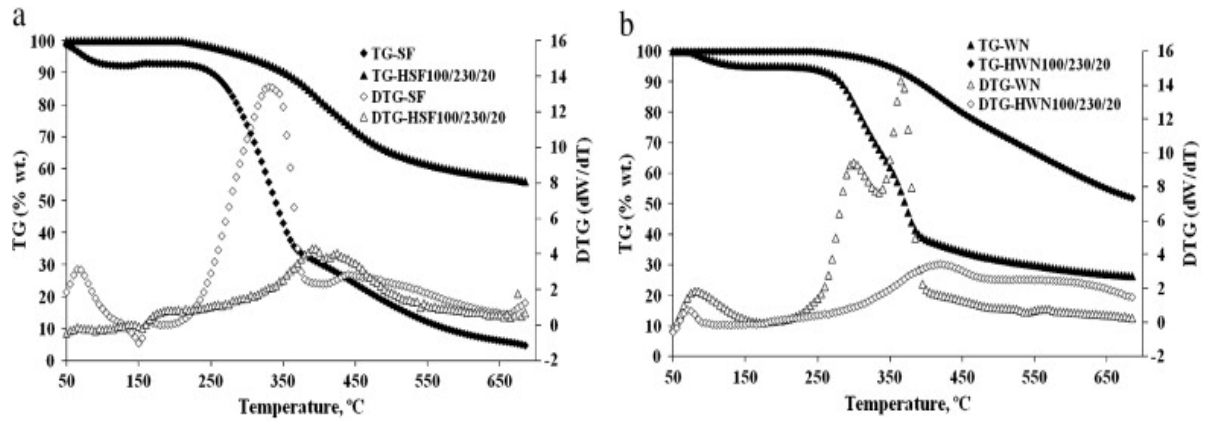 a
100
90
80
70
60
50
40
30
20
10
0
TG (% wt.)
16
14
12
10
8
6
4
2
0
-2
DTG (dW/dT)
TG-SF
TG-HSF100/230/20
DTG-SF
DTG-HSF100/230/20
50 150 250 350 450 550 650
Temperature, ºC
b
100
90
80
70
60
50
40
30
20
10
0
TG (% wt.)
16
14
12
10
8
6
4
2
0
-2
DTG (dW/dT)
TG-WN
TG-HWN100/230/20
DTG-WN
DTG-HWN100/230/20
50 150 250 350 450 550 650
Temperature, ºC